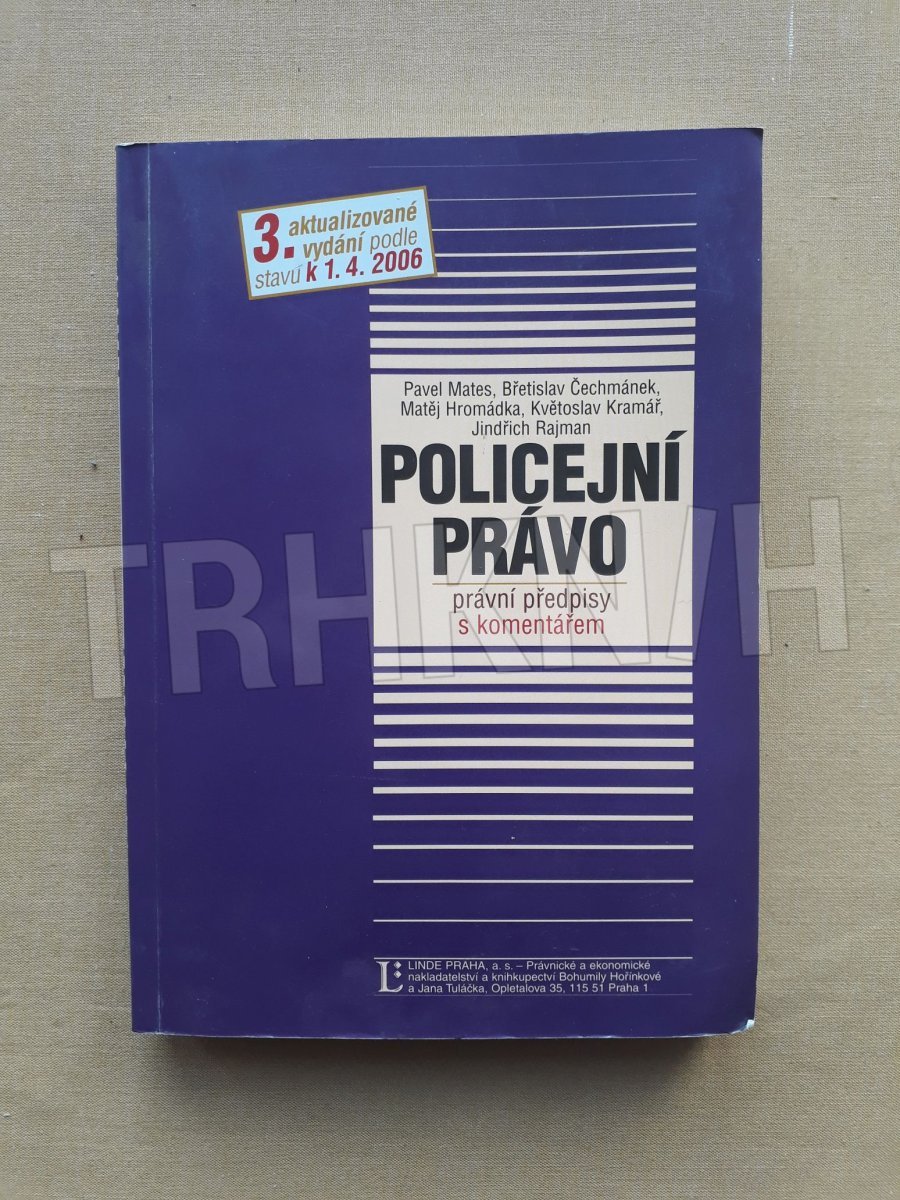 3. aktualizované
vydání podle
stavu k 1. 4. 2006
Pavel Mates, Břetislav Čechmánek,
Matěj Hromádka, Květoslav Kramář,
Jindřich Rajman
POLICEJNÍ
PRÁVO
TRHKNIH
právní předpisy
s komentářem
L:
LINDE PRAHA, a. s. – Právnické a ekonomické
nakladatelství a knihkupectví Bohumily Hořínkové
a Jana Tuláčka, Opletalova 35, 115 51 Praha 1